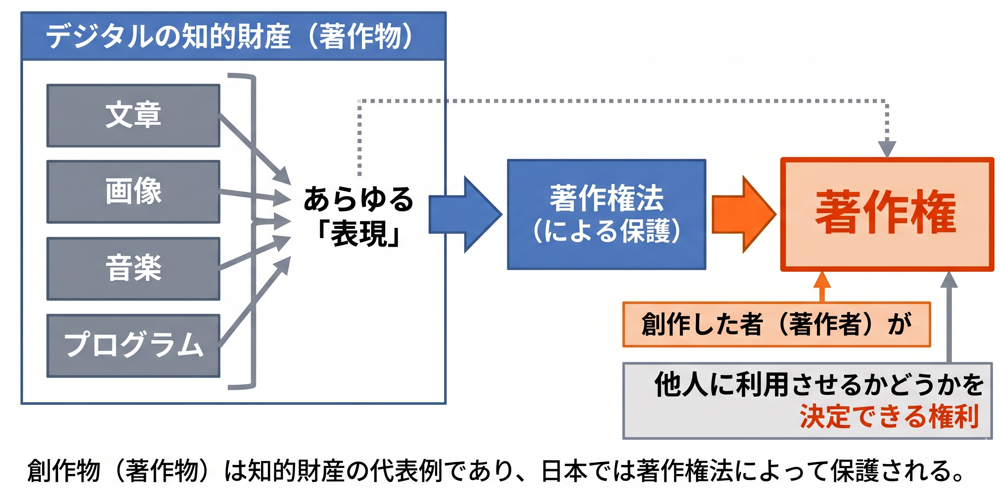 デジタルの知的財産（著作物）
文章
画像
音楽
プログラム
あらゆる
「表現」
著作権法
（による保護）
著作権
創作した者（著作者）が
他人に利用させるかどうかを
決定できる権利
創作物（著作物）は知的財産の代表例であり、日本では著作権法によって保護される。